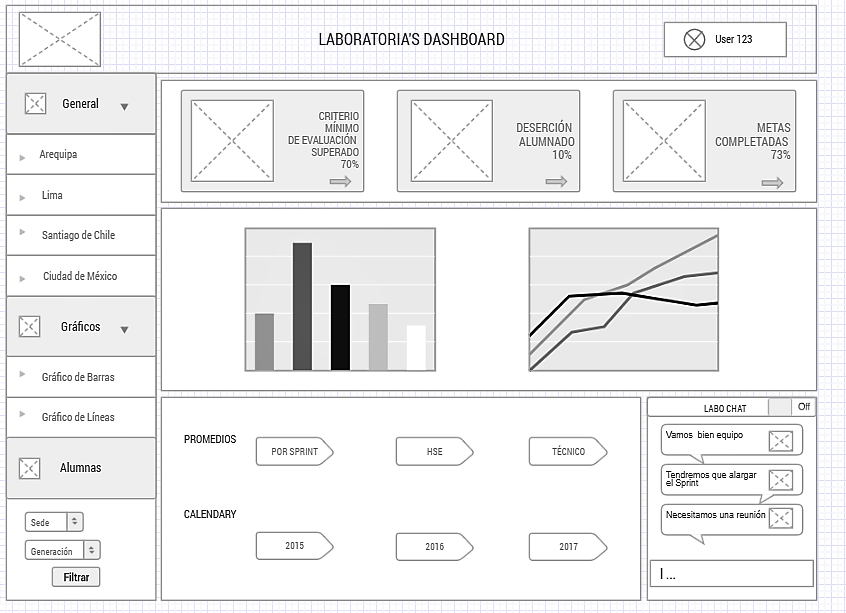 LABORATORIA'S DASHBOARD
User 123
General
Arequipa
Lima
Santiago de Chile
Ciudad de México
Gráficos
Gráfico de Barras
Gráfico de Líneas
Alumnas
Sede
Generación
Filtrar
CRITERIO
MÍNIMO
DE EVALUACIÓN
SUPERADO
70%
DESERCIÓN
ALUMNADO
10%
METAS
COMPLETADAS
73%
PROMEDIOS
POR SPRINT
HSE
TÉCNICO
CALENDARY
2015
2016
2017
LABO CHAT
Off
Vamos bien equipo
Tendremos que alargar
el Sprint
Necesitamos una reunión
I ...